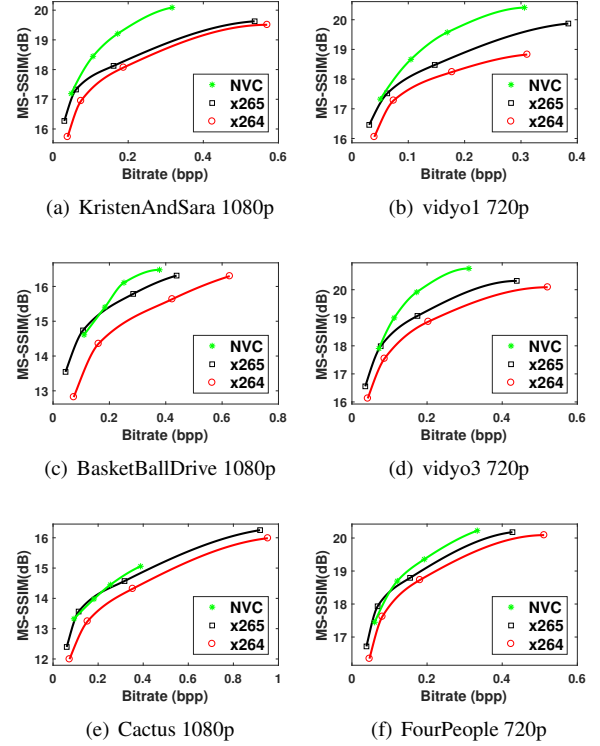 MS-SSIM(dB)
20
19
18
17
16
NVC
x265
x264
0
0.2
0.4
0.6
Bitrate (bpp)
(a) KristenAndSara 1080p
MS-SSIM(dB)
20
19
18
17
16
NVC
x265
x264
0
0.1
0.2
0.3
0.4
Bitrate (bpp)
(b) vidyo1 720p
MS-SSIM(dB)
16
15
14
13
NVC
x265
x264
0
0.2
0.4
0.6
0.8
Bitrate (bpp)
(c) BasketBallDrive 1080p
MS-SSIM(dB)
20
19
18
17
16
NVC
x265
x264
0
0.2
0.4
0.6
Bitrate (bpp)
(d) vidyo3 720p
MS-SSIM(dB)
16
15
14
13
12
NVC
x265
x264
0
0.2
0.4
0.6
0.8
1
Bitrate (bpp)
(e) Cactus 1080p
MS-SSIM(dB)
20
19
18
17
NVC
x265
x264
0
0.2
0.4
0.6
Bitrate (bpp)
(f) FourPeople 720p